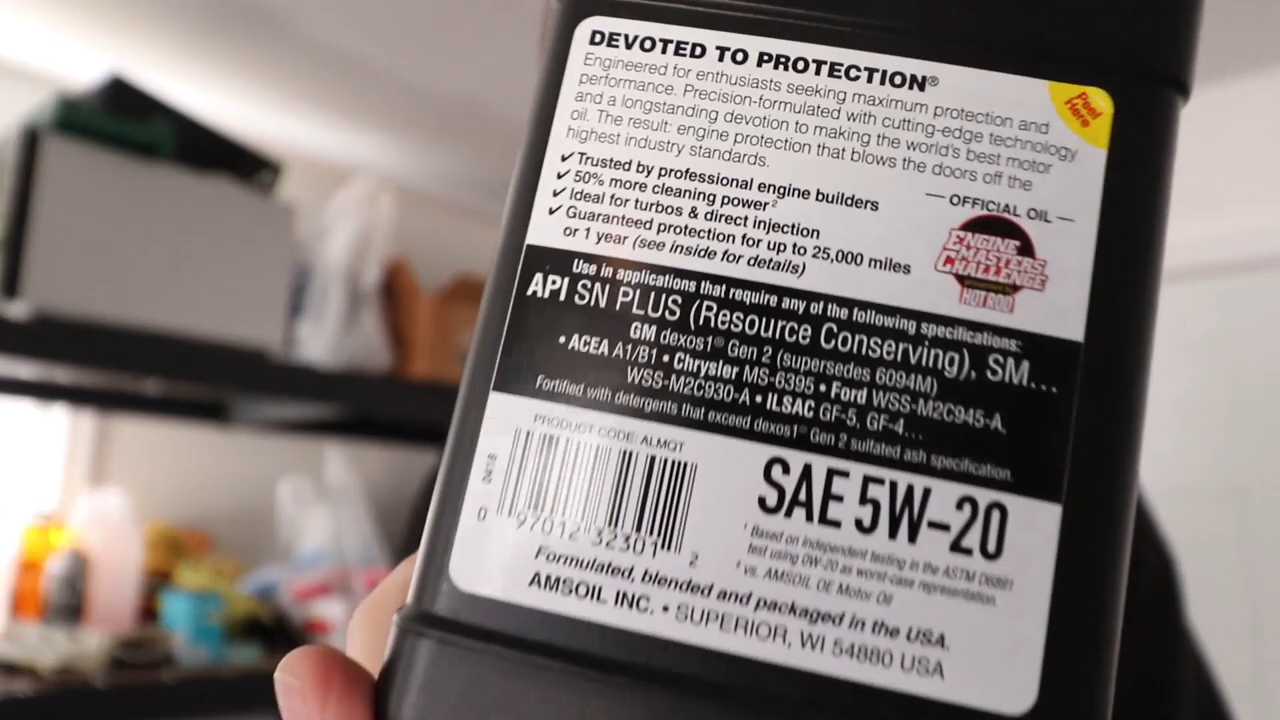 DEVOTED TO PROTECTION®
Engineered for enthusiasts seeking maximum protection and
performance. Precision-formulated with cutting-edge technology
and a longstanding devotion to making the world's best motor
oil. The result: engine protection that blows the doors off the
highest industry standards.
Peel
Here
✔ Trusted by professional engine builders
✔ 50% more cleaning power²
✔ Ideal for turbos & direct injection
✔ Guaranteed protection for up to 25,000 miles
or 1 year (see inside for details)
— OFFICIAL OIL —
ENGINE
MASTERS
CHALLENGE
HOT ROD
Use in applications that require any of the following specifications:
API SN PLUS (Resource Conserving), SM...
GM dexos1® Gen 2 (supersedes 6094M)
• ACEA A1/B1 • Chrysler MS-6395 • Ford WSS-M2C945-A,
WSS-M2C930-A • ILSAC GF-5, GF-4...
Fortified with detergents that exceed dexos1® Gen 2 sulfated ash specification.
PRODUCT CODE: ALMQT
0 97012 32301 2
SAE 5W-20
¹ Based on independent testing in the ASTM D6891
test using 0W-20 as worst-case representation.
² vs. AMSOIL OE Motor Oil
Formulated, blended and packaged in the USA.
AMSOIL INC. • SUPERIOR, WI 54880 USA